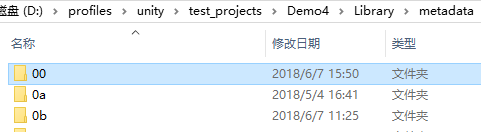 磁盘 (D:) › profiles › unity › test_projects › Demo4 › Library › metadata
名称 修改日期 类型
00 2018/6/7 15:50 文件夹
0a 2018/5/4 16:41 文件夹
0b 2018/6/7 11:25 文件夹